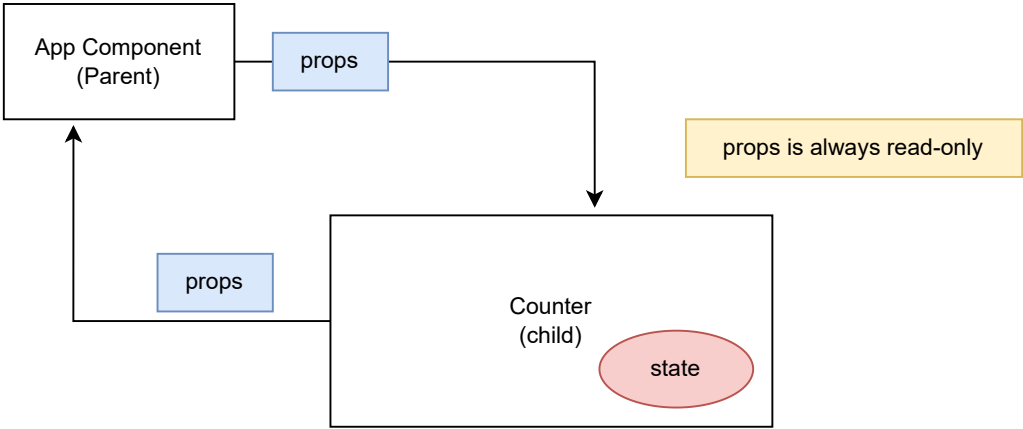 App Component
(Parent)
props
props is always read-only
props
Counter
(child)
state